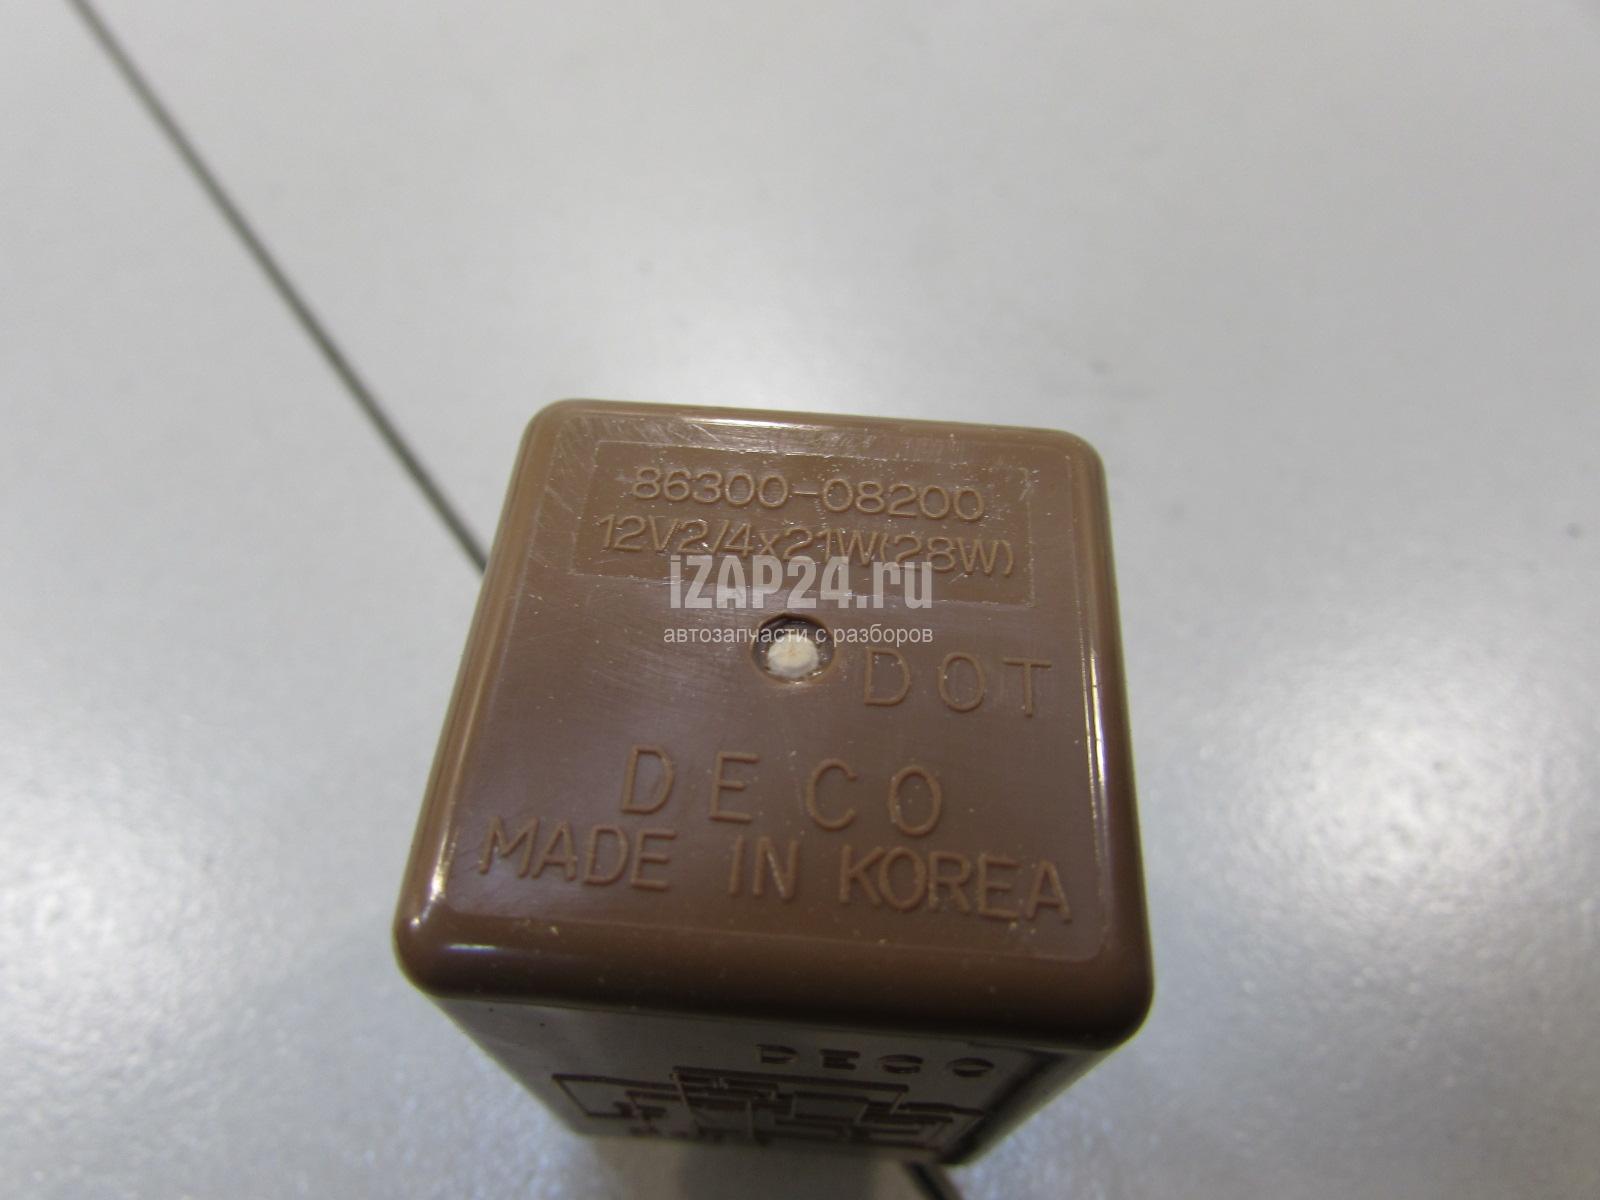 86300-08200
12V2/4x21W(28W)
iZAP24.ru
автозапчасти с разборов
DOT
DECO
MADE IN KOREA
DECO